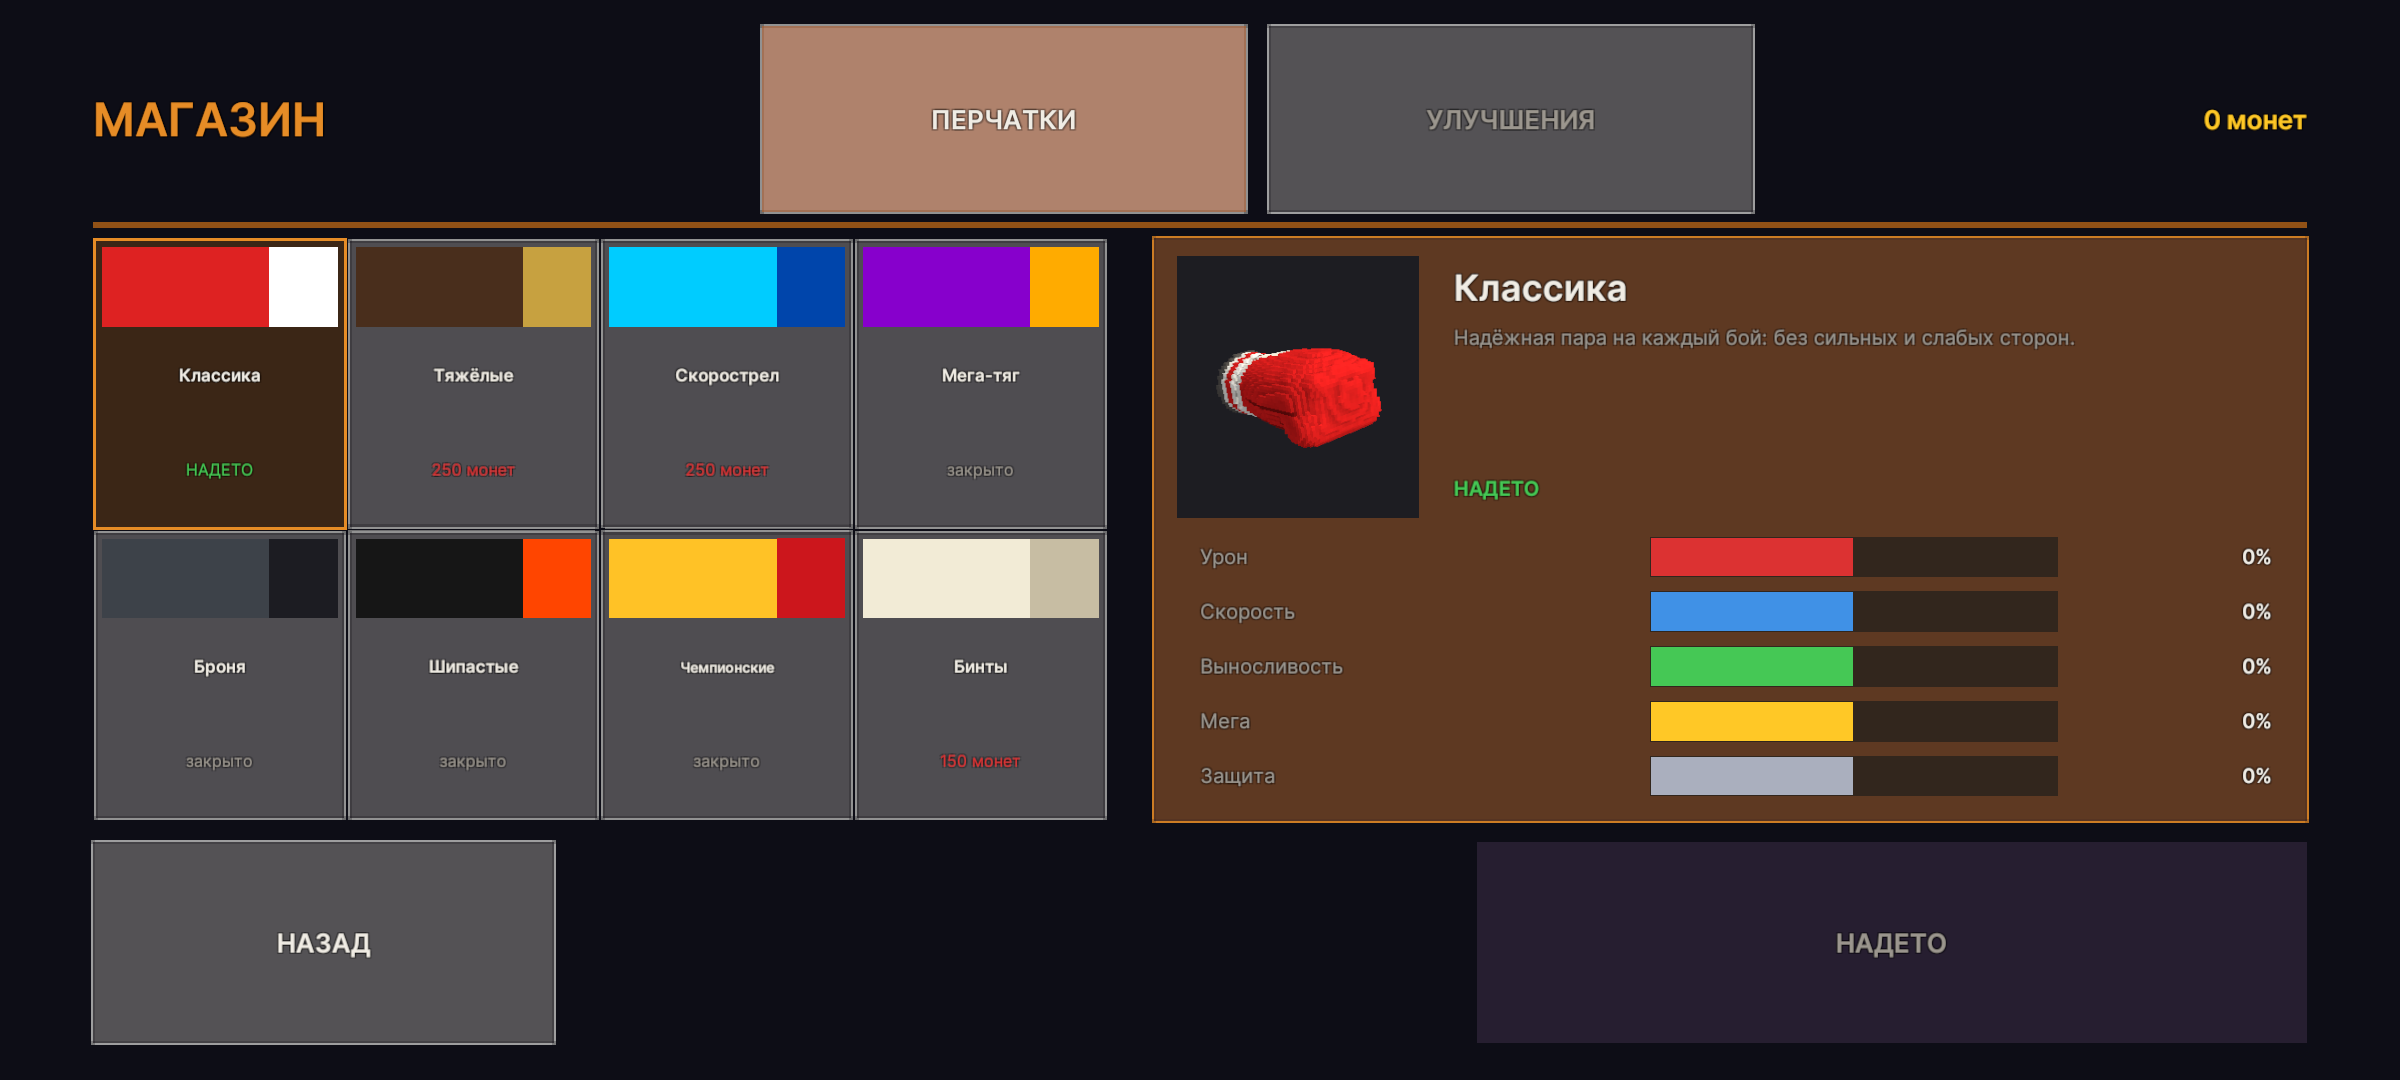 МАГАЗИН
ПЕРЧАТКИ
УЛУЧШЕНИЯ
0 монет
Классика
НАДЕТО
Тяжёлые
250 монет
Скорострел
250 монет
Мега-тяг
закрыто
Броня
закрыто
Шипастые
закрыто
Чемпионские
закрыто
Бинты
150 монет
Классика
Надёжная пара на каждый бой: без сильных и слабых сторон.
НАДЕТО
Урон 0%
Скорость 0%
Выносливость 0%
Мега 0%
Защита 0%
НАЗАД
НАДЕТО